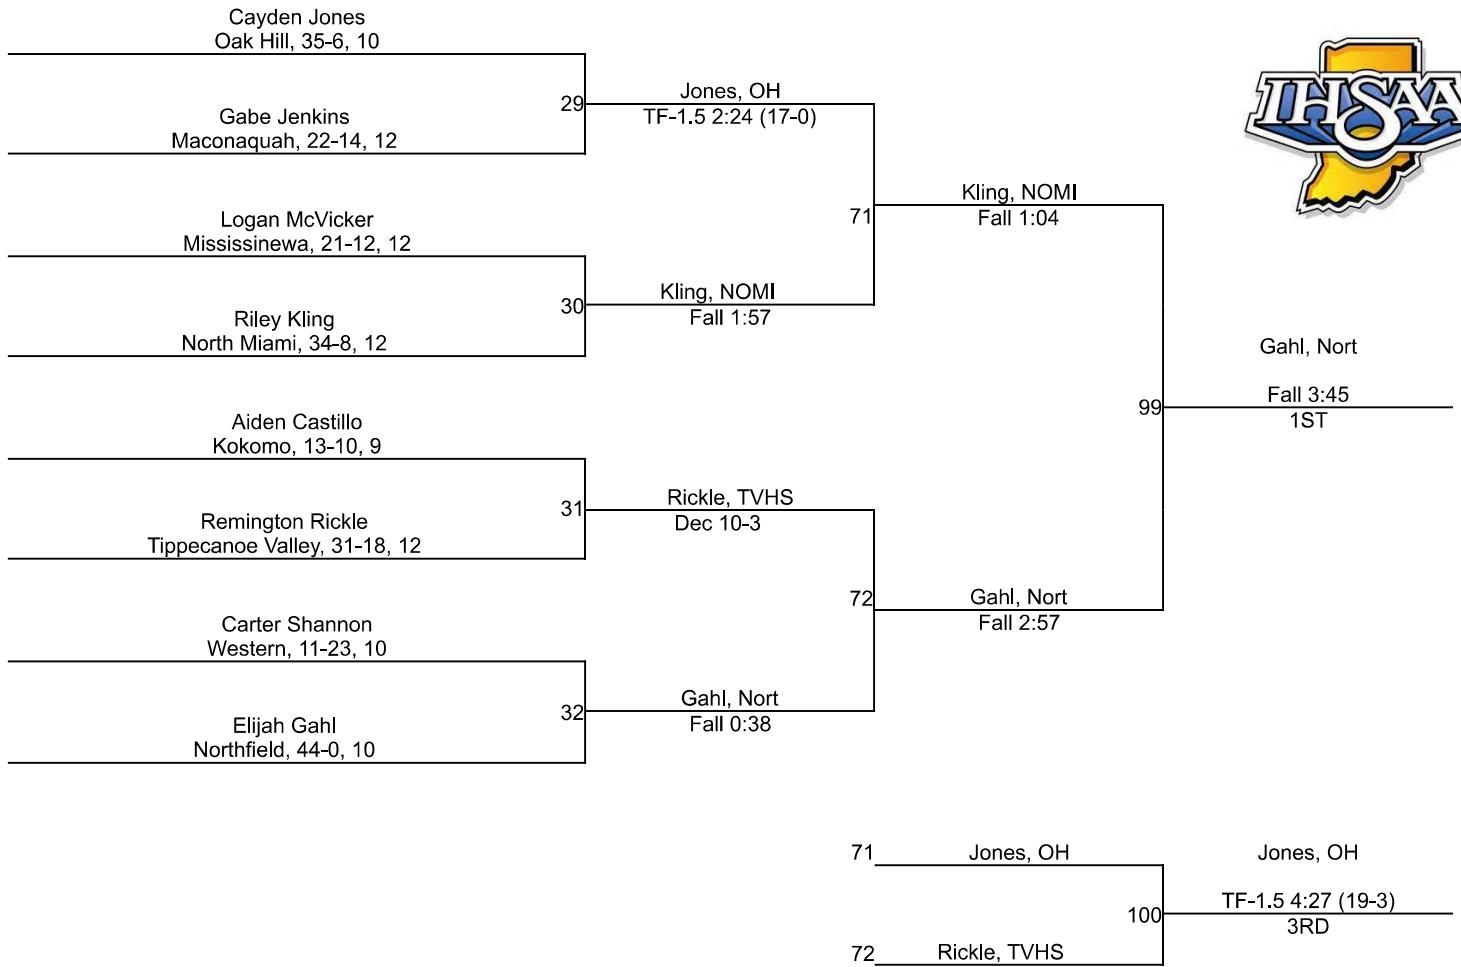 Cayden Jones
Oak Hill, 35-6, 10
29
Jones, OH
TF-1.5 2:24 (17-0)
Gabe Jenkins
Maconaquah, 22-14, 12
IHSAA
71
Kling, NOMI
Fall 1:04
Logan McVicker
Mississinewa, 21-12, 12
30
Kling, NOMI
Fall 1:57
Riley Kling
North Miami, 34-8, 12
99
Gahl, Nort
Fall 3:45
1ST
Aiden Castillo
Kokomo, 13-10, 9
31
Rickle, TVHS
Dec 10-3
Remington Rickle
Tippecanoe Valley, 31-18, 12
72
Gahl, Nort
Fall 2:57
Carter Shannon
Western, 11-23, 10
32
Gahl, Nort
Fall 0:38
Elijah Gahl
Northfield, 44-0, 10
71
Jones, OH
100
Jones, OH
TF-1.5 4:27 (19-3)
3RD
72
Rickle, TVHS